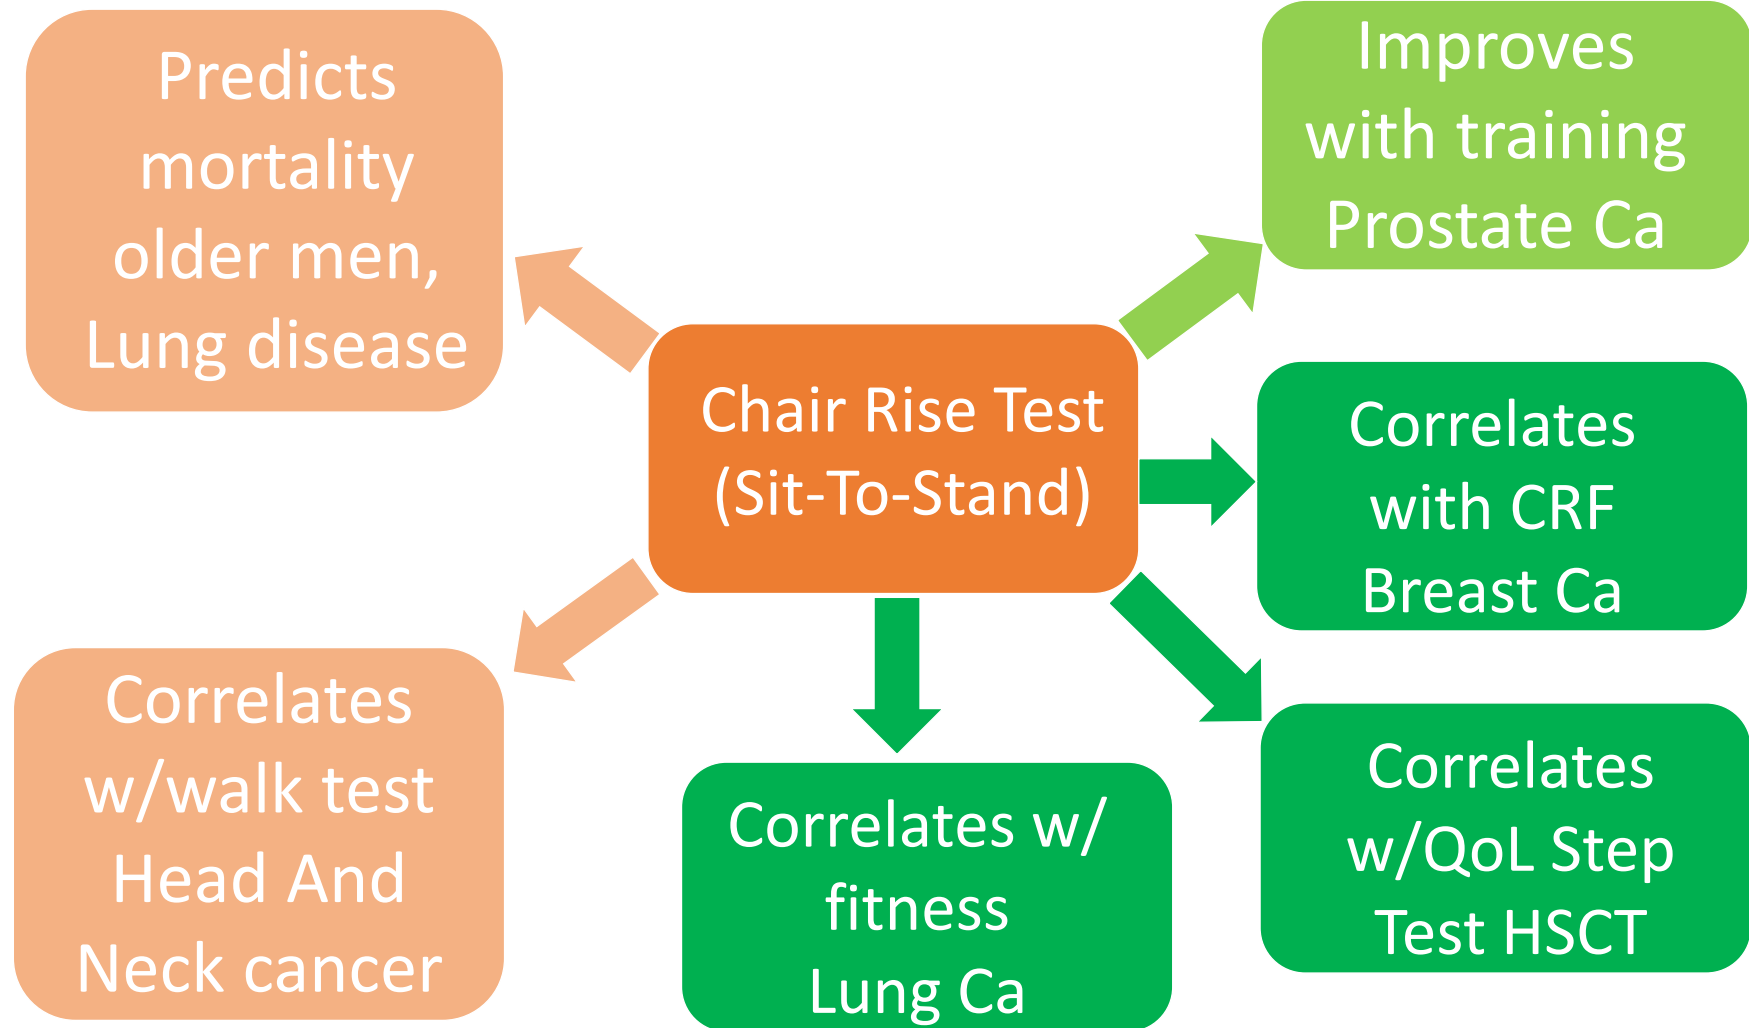 Predicts
mortality
older men,
Lung disease
Improves
with training
Prostate Ca
Chair Rise Test
(Sit-To-Stand)
Correlates
with CRF
Breast Ca
Correlates
w/walk test
Head And
Neck cancer
Correlates w/
fitness
Lung Ca
Correlates
w/QoL Step
Test HSCT